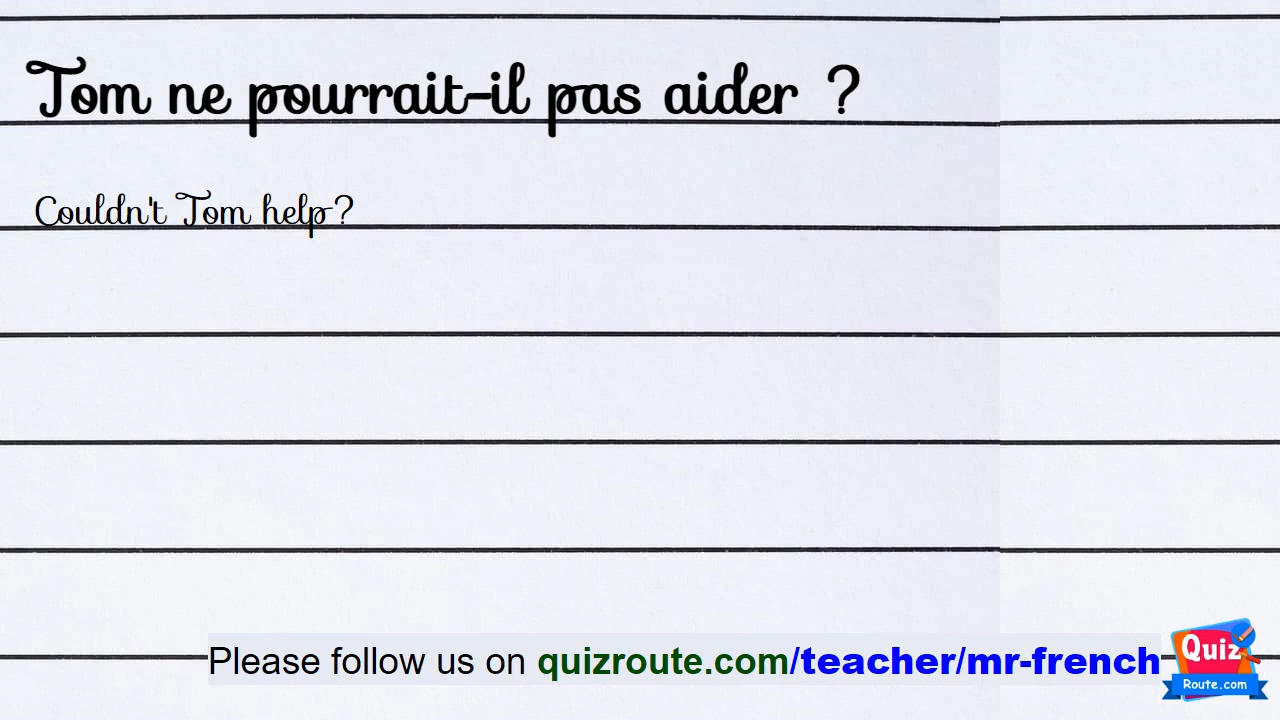 Tom ne pourrait-il pas aider ?
Couldn't Tom help?
Please follow us on quizroute.com/teacher/mr-french
Quiz
Route.com